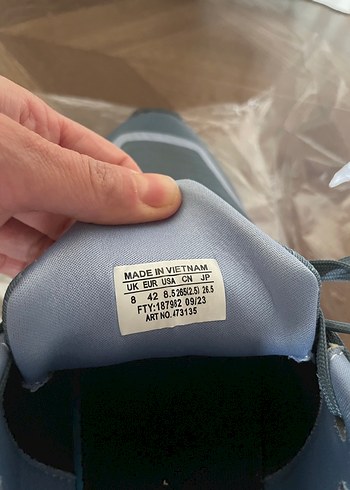 MADE IN VIETNAM
UK EUR USA CN JP
8 42 8.5 265(2.5) 26.5
FTY:187982 09/23
ART NO.473135